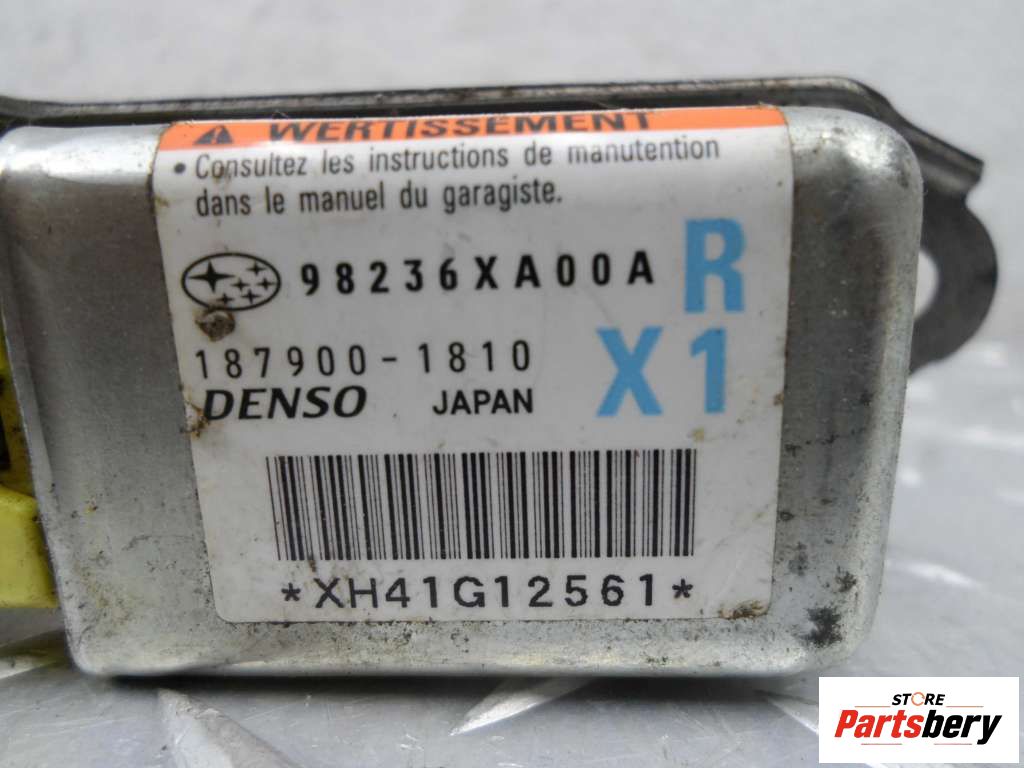 WERTISSEMENT
• Consultez les instructions de manutention
dans le manuel du garagiste.
98236XA00A R
187900-1810 X1
DENSO JAPAN
*XH41G12561*
STORE
Partsbery